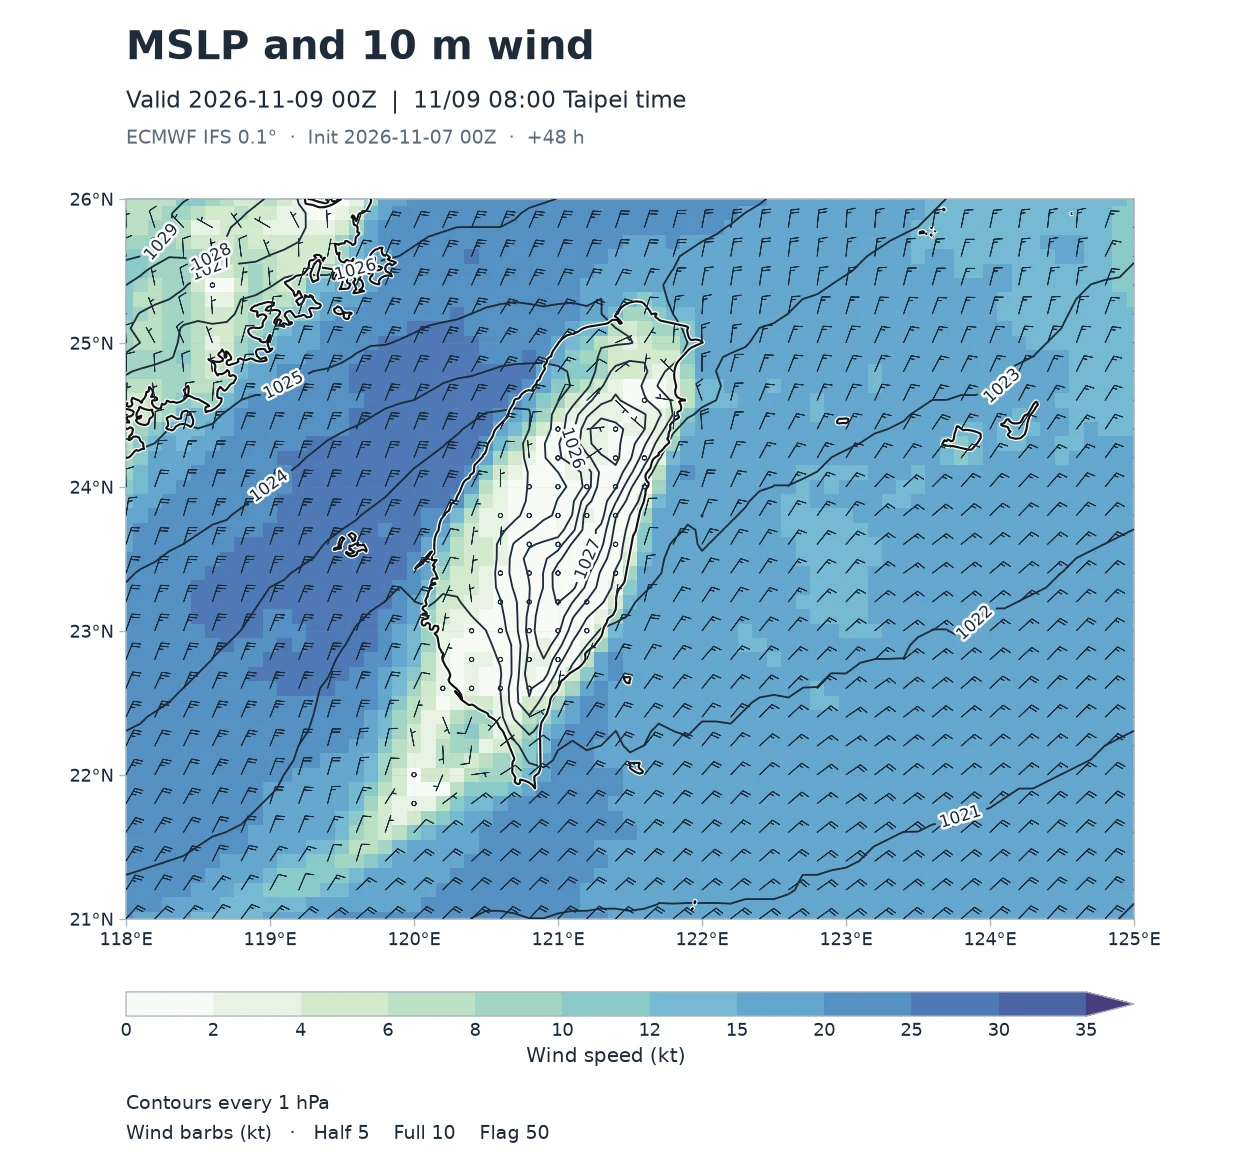 MSLP and 10 m wind
Valid 2026-11-09 00Z | 11/09 08:00 Taipei time
ECMWF IFS 0.1° · Init 2026-11-07 00Z · +48 h
26°N
25°N
24°N
23°N
22°N
21°N
1029
1028
1027
1026
1025
1024
1026
1027
1023
1022
1021
118°E 119°E 120°E 121°E 122°E 123°E 124°E 125°E
0 2 4 6 8 10 12 15 20 25 30 35
Wind speed (kt)
Contours every 1 hPa
Wind barbs (kt) · Half 5 Full 10 Flag 50